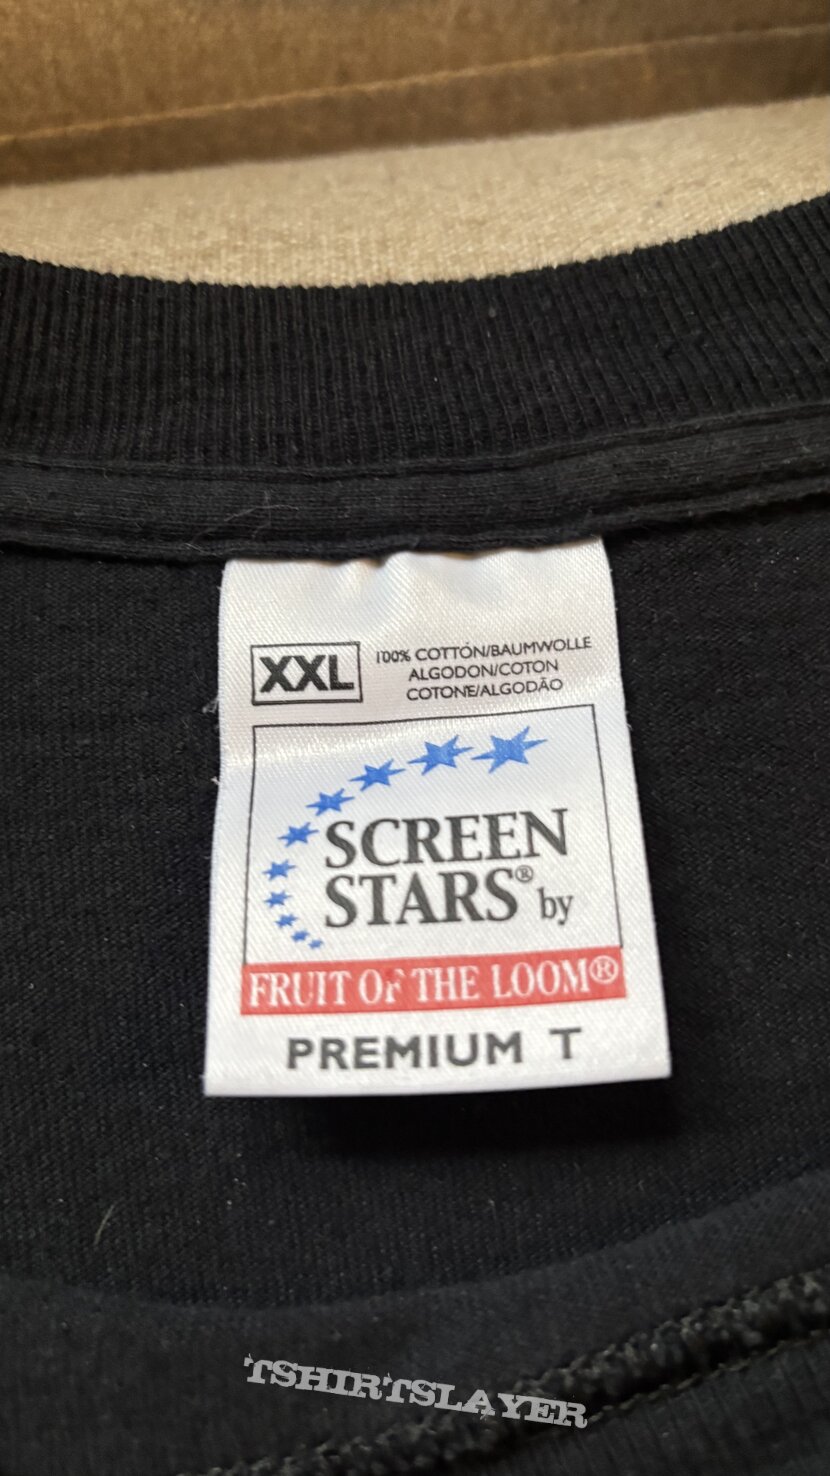 XXL
100% COTTON/BAUMWOLLE
ALGODON/COTON
COTONE/ALGODÃO
SCREEN
STARS® by
FRUIT OF THE LOOM®
PREMIUM T
TSHIRTSLAYER